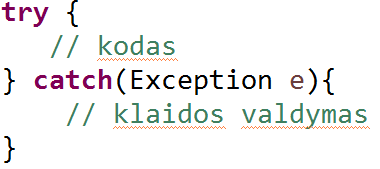 try {
// kodas
} catch(Exception e){
// klaidos valdymas
}